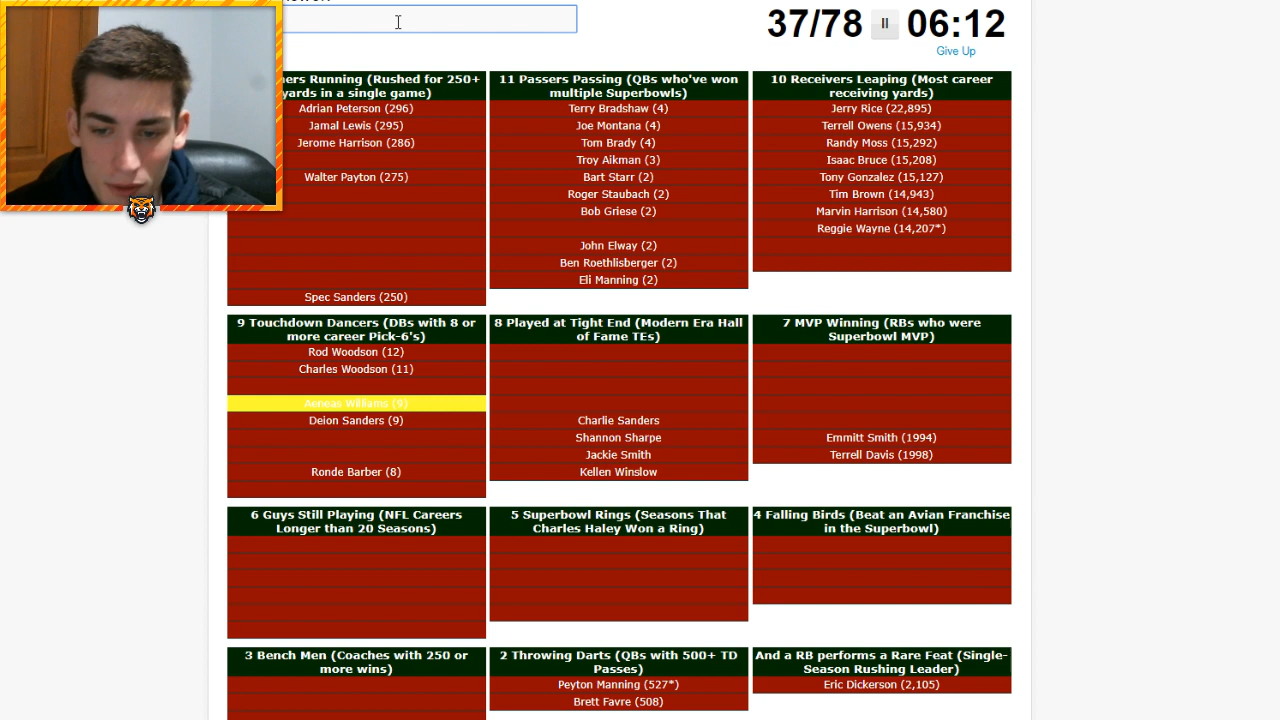 37/78 06:12
Give Up
ners Running (Rushed for 250+
yards in a single game)
Adrian Peterson (296)
Jamal Lewis (295)
Jerome Harrison (286)
Walter Payton (275)
Spec Sanders (250)
11 Passers Passing (QBs who've won
multiple Superbowls)
Terry Bradshaw (4)
Joe Montana (4)
Tom Brady (4)
Troy Aikman (3)
Bart Starr (2)
Roger Staubach (2)
Bob Griese (2)
John Elway (2)
Ben Roethlisberger (2)
Eli Manning (2)
10 Receivers Leaping (Most career
receiving yards)
Jerry Rice (22,895)
Terrell Owens (15,934)
Randy Moss (15,292)
Isaac Bruce (15,208)
Tony Gonzalez (15,127)
Tim Brown (14,943)
Marvin Harrison (14,580)
Reggie Wayne (14,207*)
9 Touchdown Dancers (DBs with 8 or
more career Pick-6's)
Rod Woodson (12)
Charles Woodson (11)
Aeneas Williams (9)
Deion Sanders (9)
Ronde Barber (8)
8 Played at Tight End (Modern Era Hall
of Fame TEs)
Charlie Sanders
Shannon Sharpe
Jackie Smith
Kellen Winslow
7 MVP Winning (RBs who were
Superbowl MVP)
Emmitt Smith (1994)
Terrell Davis (1998)
6 Guys Still Playing (NFL Careers
Longer than 20 Seasons)
5 Superbowl Rings (Seasons That
Charles Haley Won a Ring)
4 Falling Birds (Beat an Avian Franchise
in the Superbowl)
3 Bench Men (Coaches with 250 or
more wins)
2 Throwing Darts (QBs with 500+ TD
Passes)
Peyton Manning (527*)
Brett Favre (508)
And a RB performs a Rare Feat (Single-
Season Rushing Leader)
Eric Dickerson (2,105)